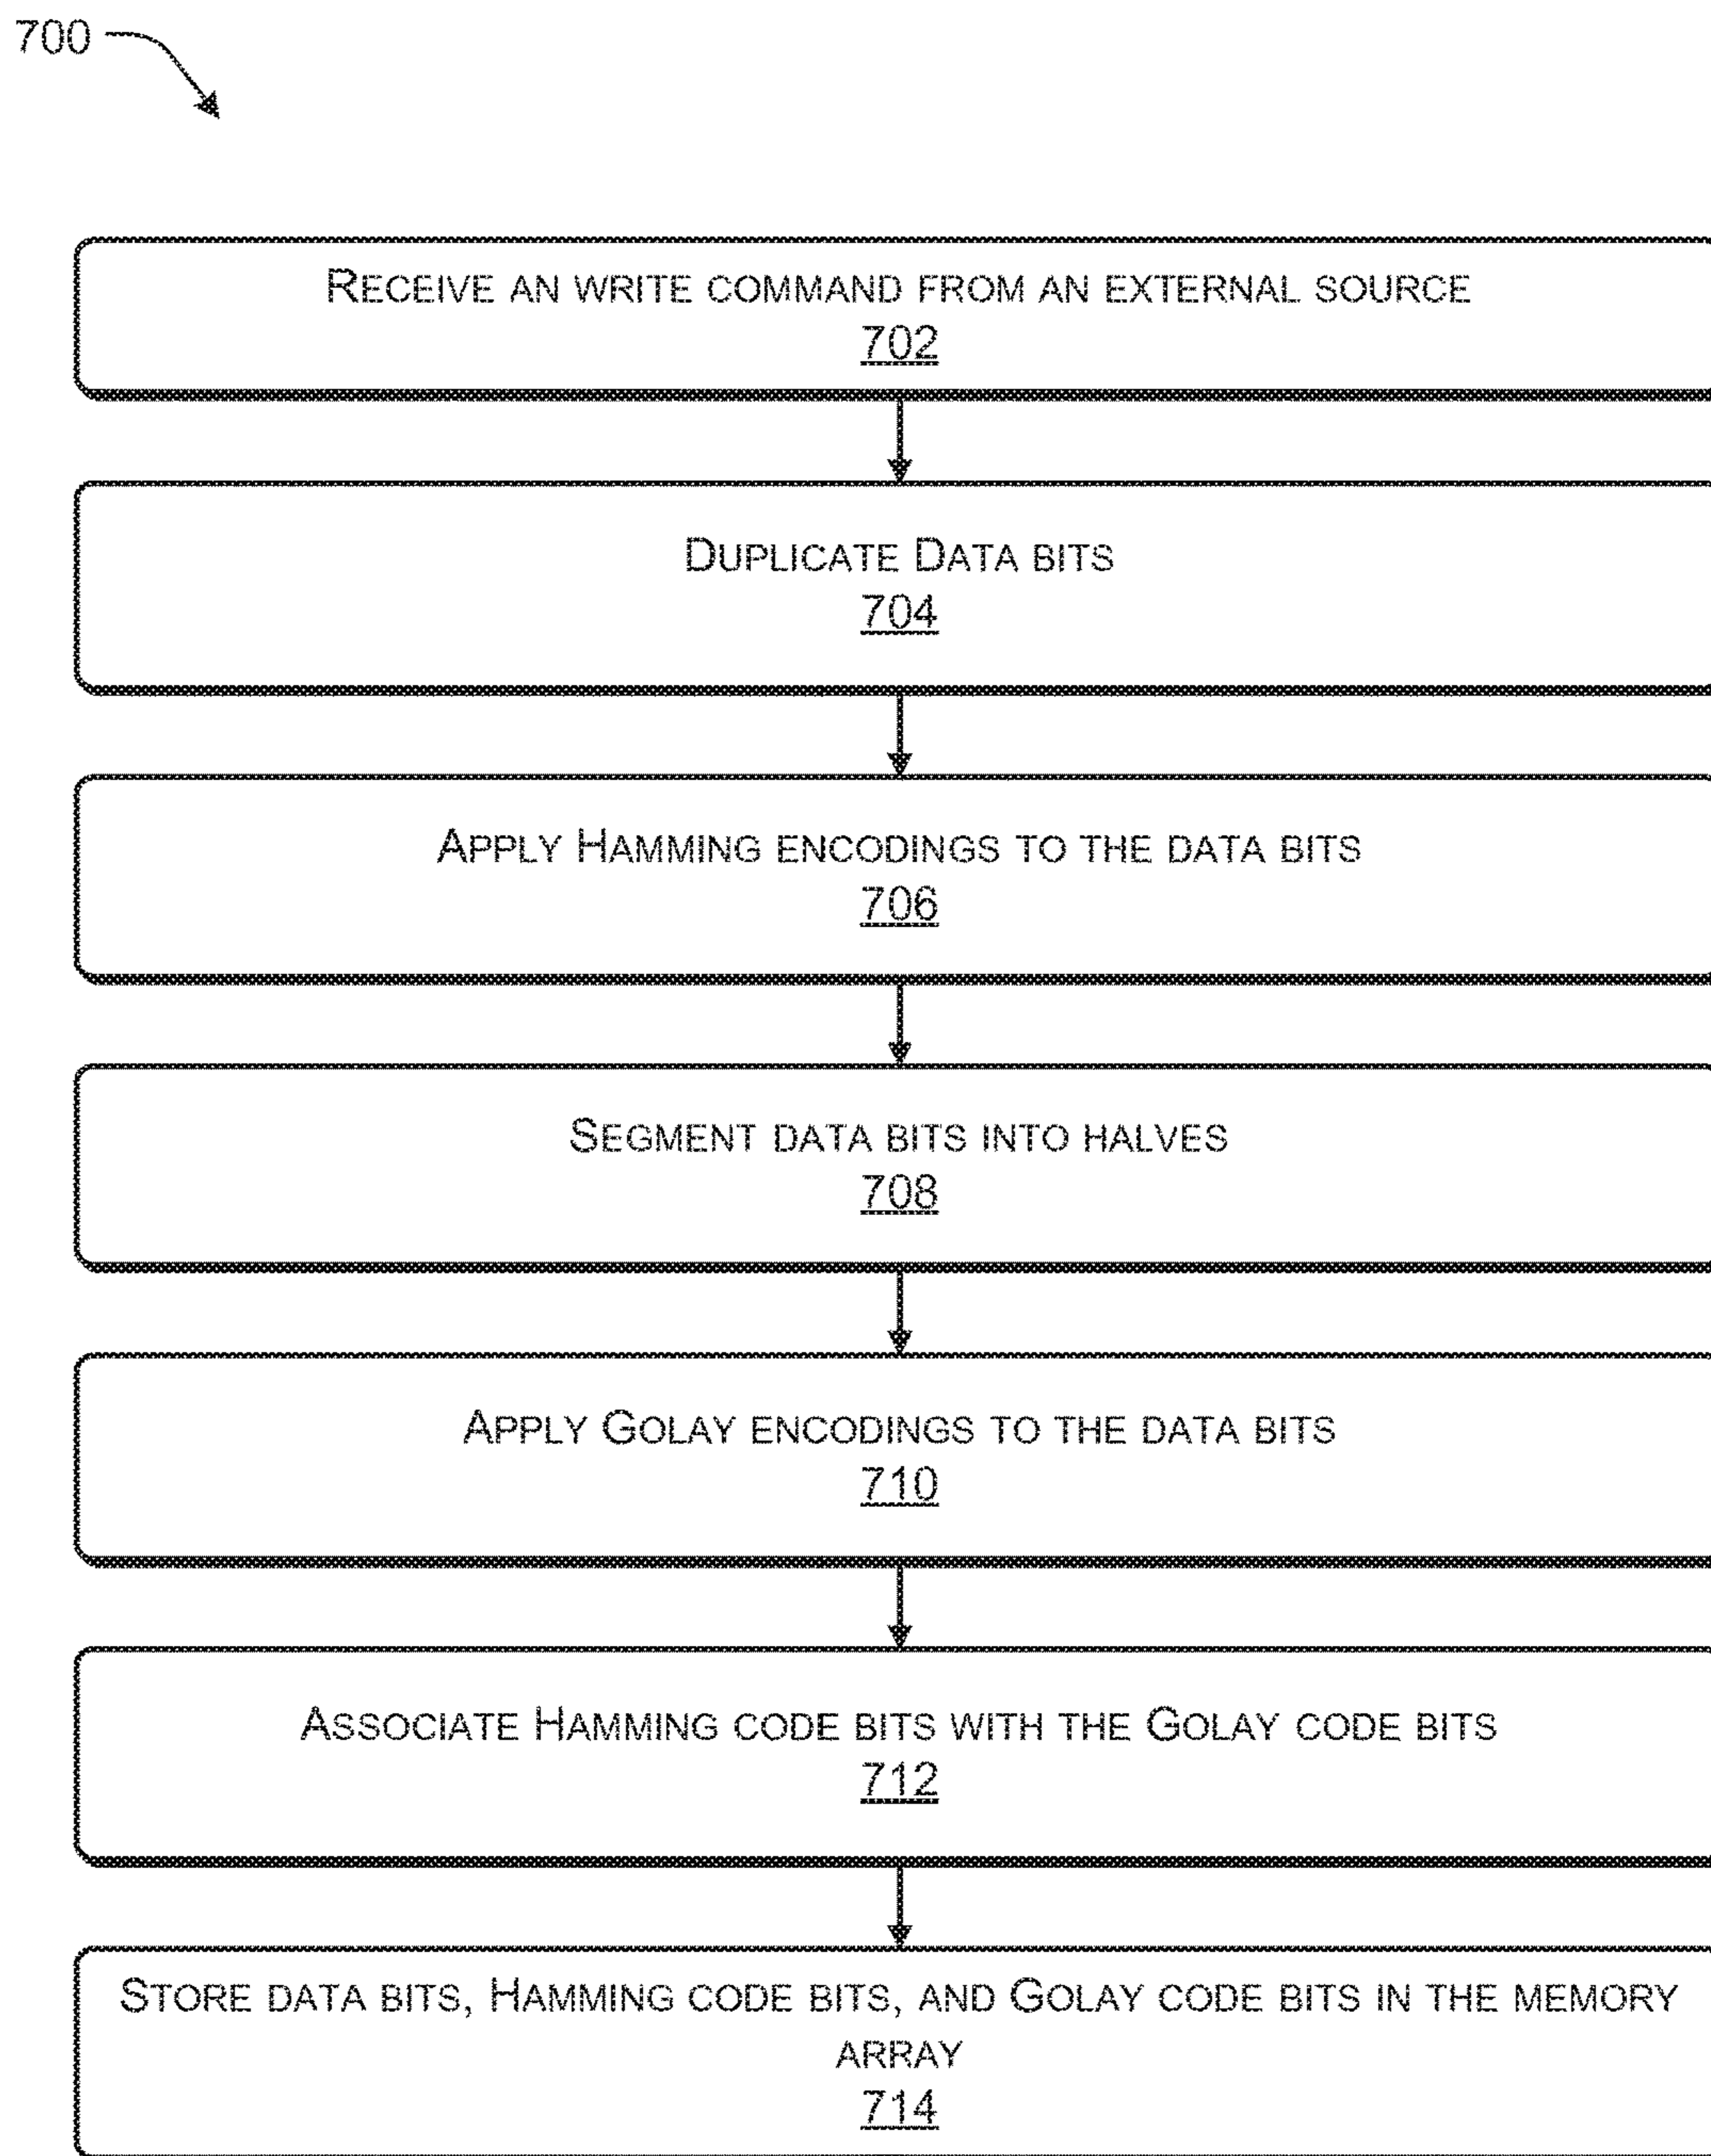 700
RECEIVE AN WRITE COMMAND FROM AN EXTERNAL SOURCE
702
DUPLICATE DATA BITS
704
APPLY HAMMING ENCODINGS TO THE DATA BITS
706
SEGMENT DATA BITS INTO HALVES
708
APPLY GOLAY ENCODINGS TO THE DATA BITS
710
ASSOCIATE HAMMING CODE BITS WITH THE GOLAY CODE BITS
712
STORE DATA BITS, HAMMING CODE BITS, AND GOLAY CODE BITS IN THE MEMORY
ARRAY
714